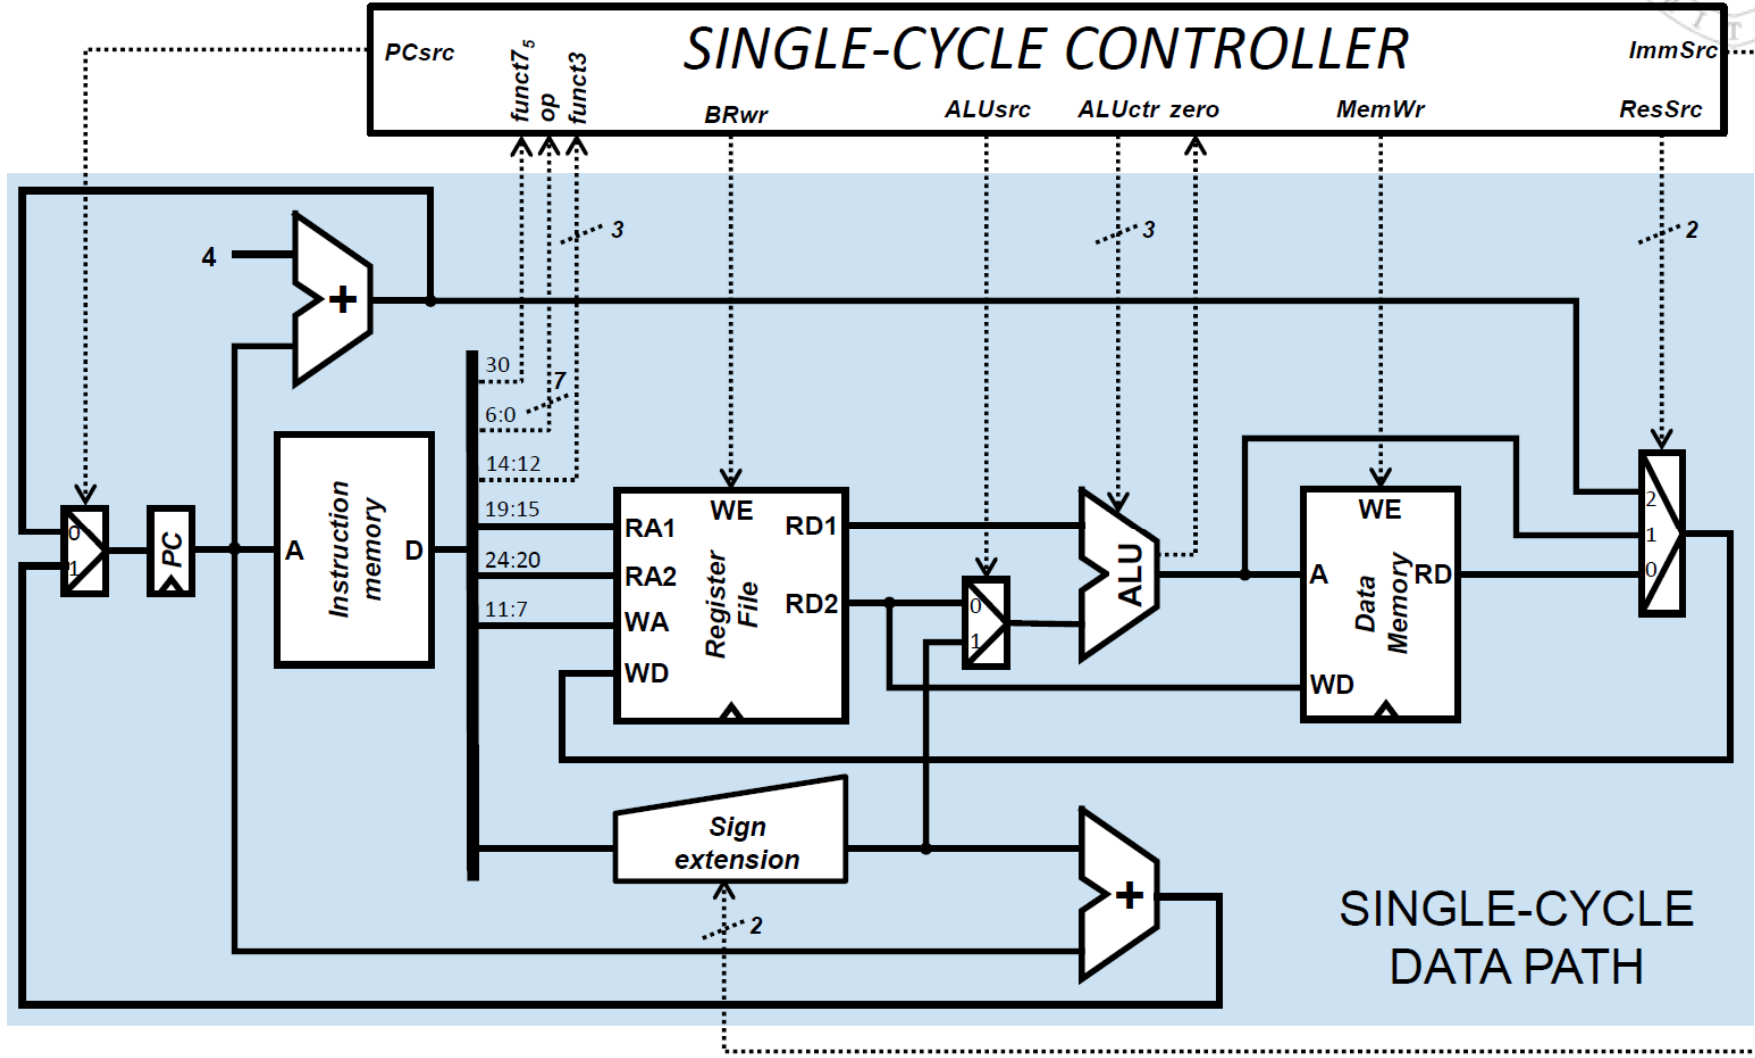 SINGLE-CYCLE CONTROLLER
PCsrc
funct7₅
op
funct3
BRwr
ALUsrc
ALUctr
zero
MemWr
ImmSrc
ResSrc
3
3
2
4
+
30
7
6:0
14:12
19:15
24:20
11:7
0
1
PC
A
Instruction memory
D
WE
RA1
RA2
WA
WD
Register File
RD1
RD2
0
1
ALU
WE
A
Data Memory
RD
WD
2
1
0
Sign
extension
+
2
SINGLE-CYCLE
DATA PATH